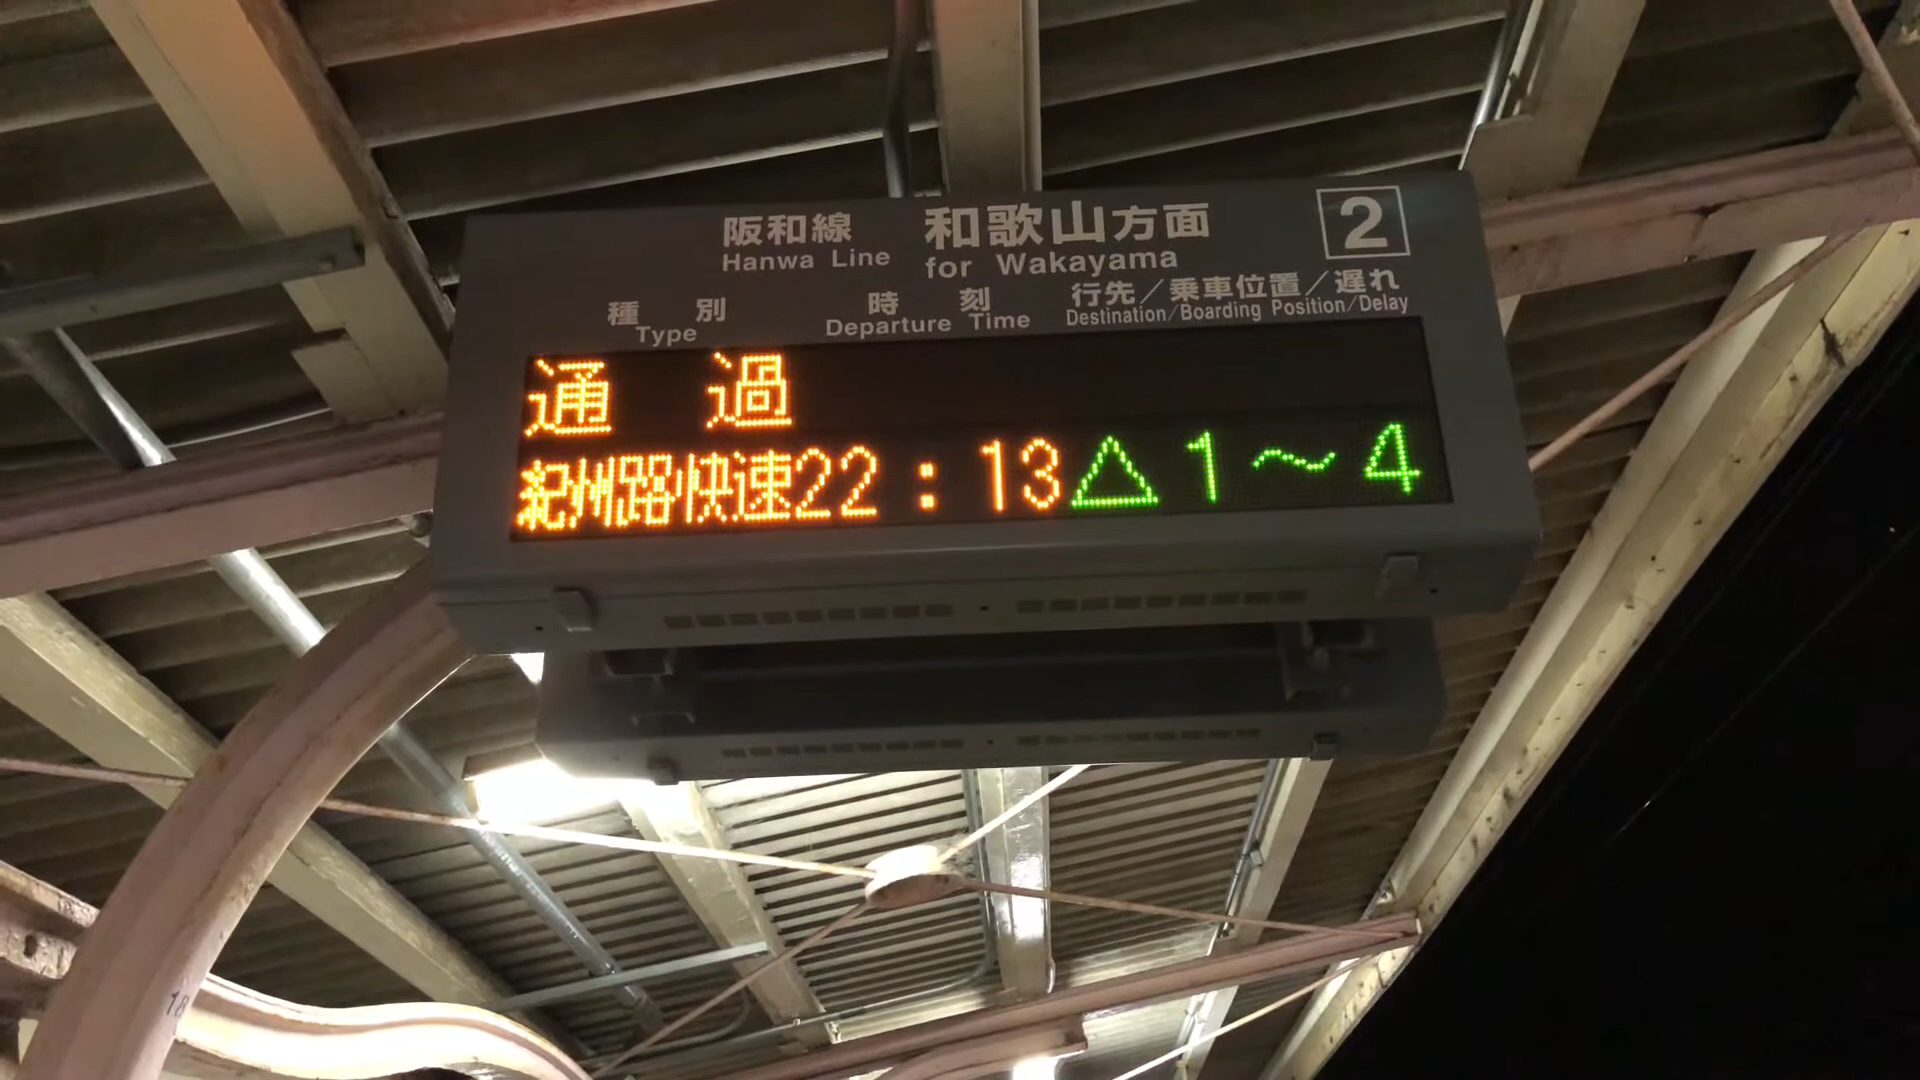 阪和線 和歌山方面 2
Hanwa Line for Wakayama
種別 時刻 行先／乗車位置／遅れ
Type Departure Time Destination/Boarding Position/Delay
通過
紀州路快速22：13△1～4
18